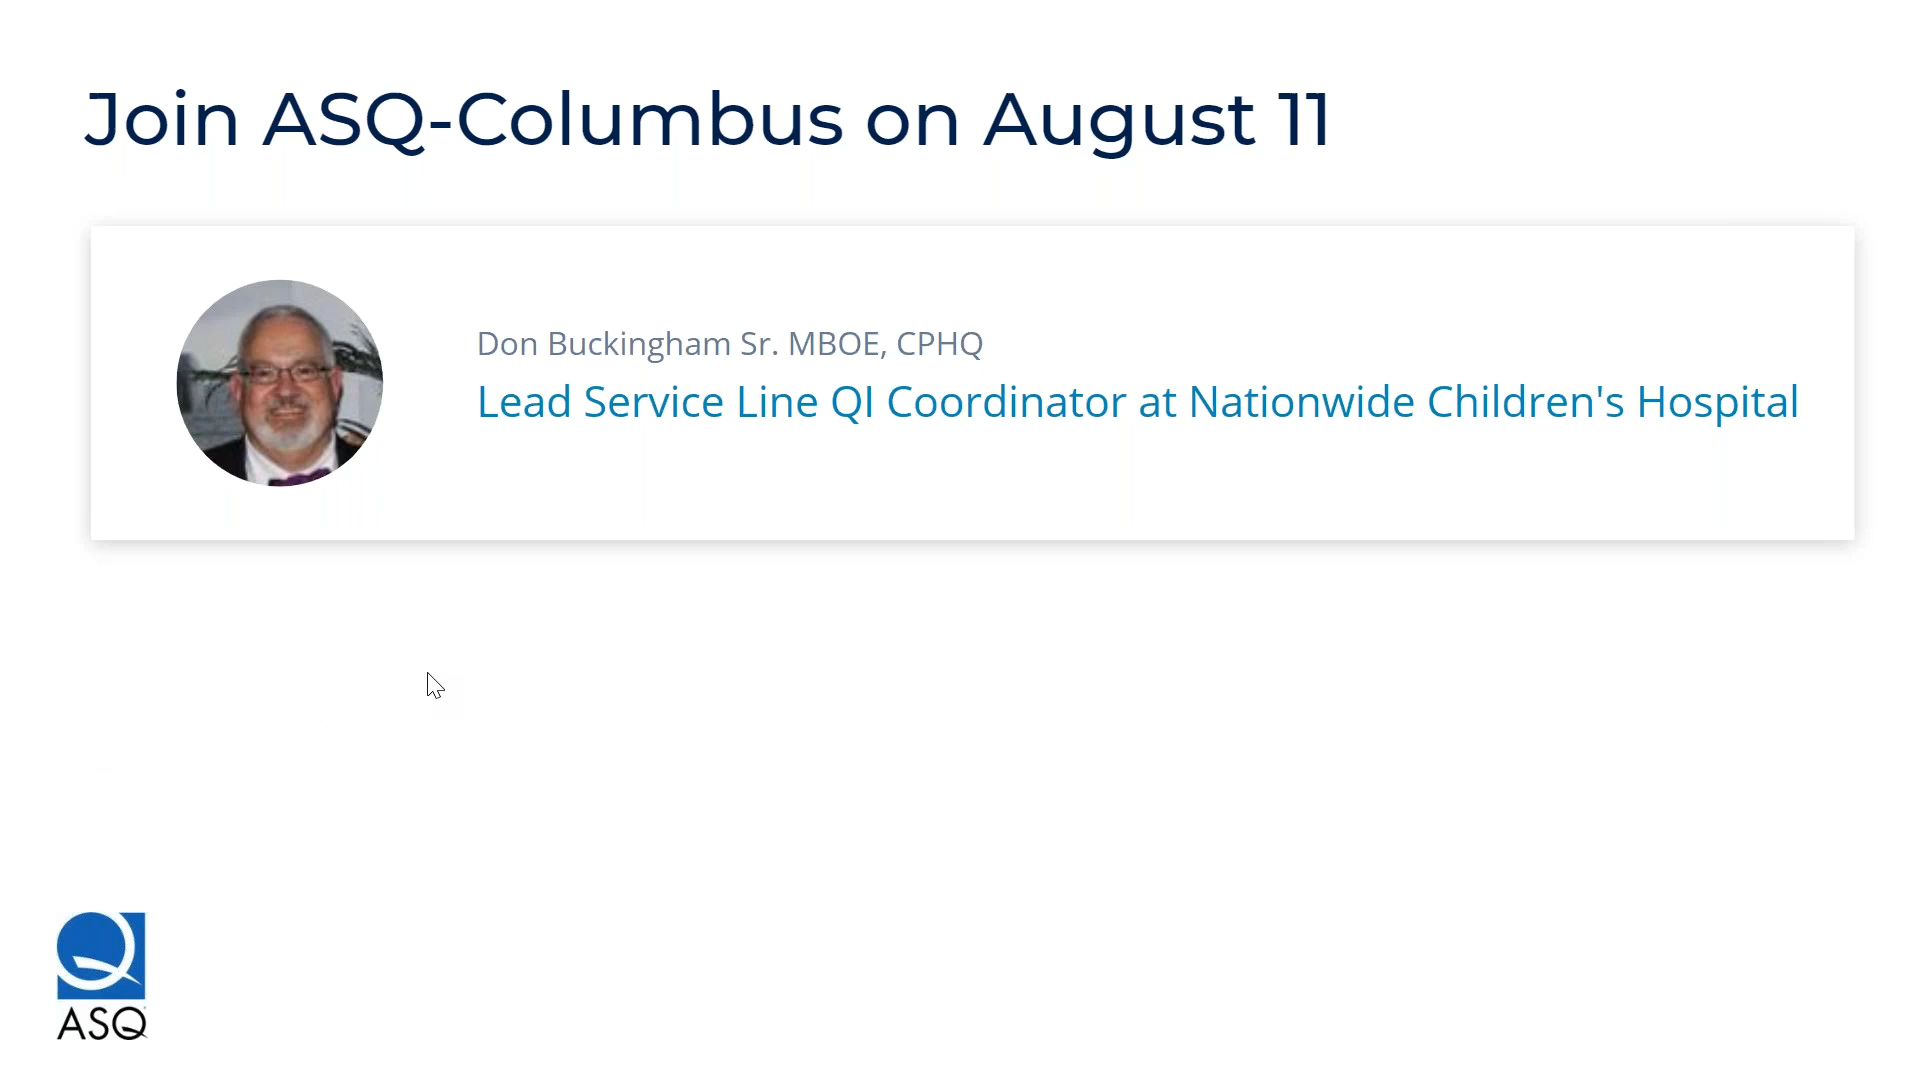 Join ASQ-Columbus on August 11
Don Buckingham Sr. MBOE, CPHQ
Lead Service Line QI Coordinator at Nationwide Children's Hospital
ASQ